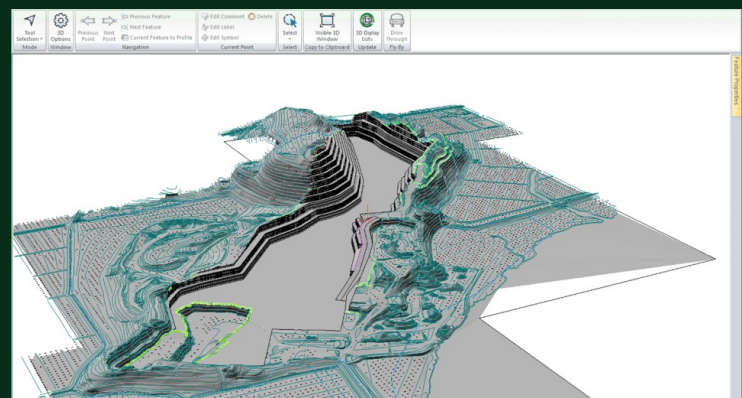 Tool
Selection
Mode
3D
Options
Window
Previous
Point
Next
Point
Previous Feature
Next Feature
Current Feature to Profile
Navigation
Edit Comment
Delete
Edit Label
Edit Symbol
Current Point
Select
Select
Visible 3D
Window
Copy to Clipboard
3D Diplay
Lists
Update
Drive
Through
Fly-By
Feature Properties